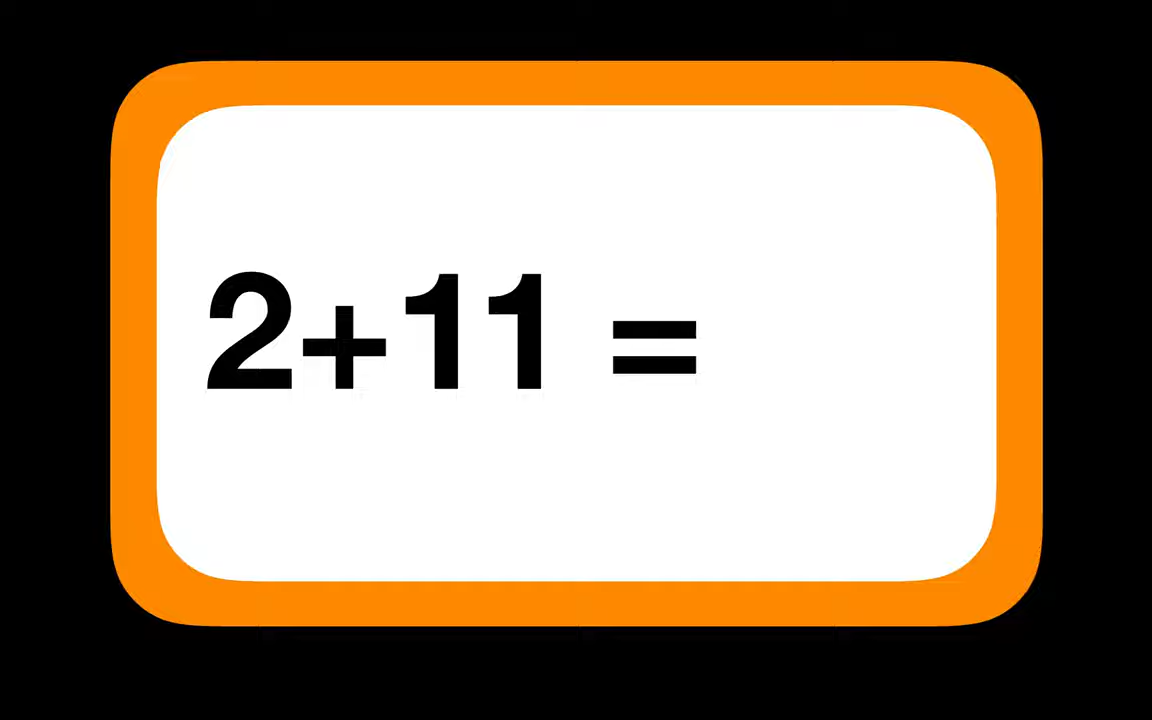 2+11 =